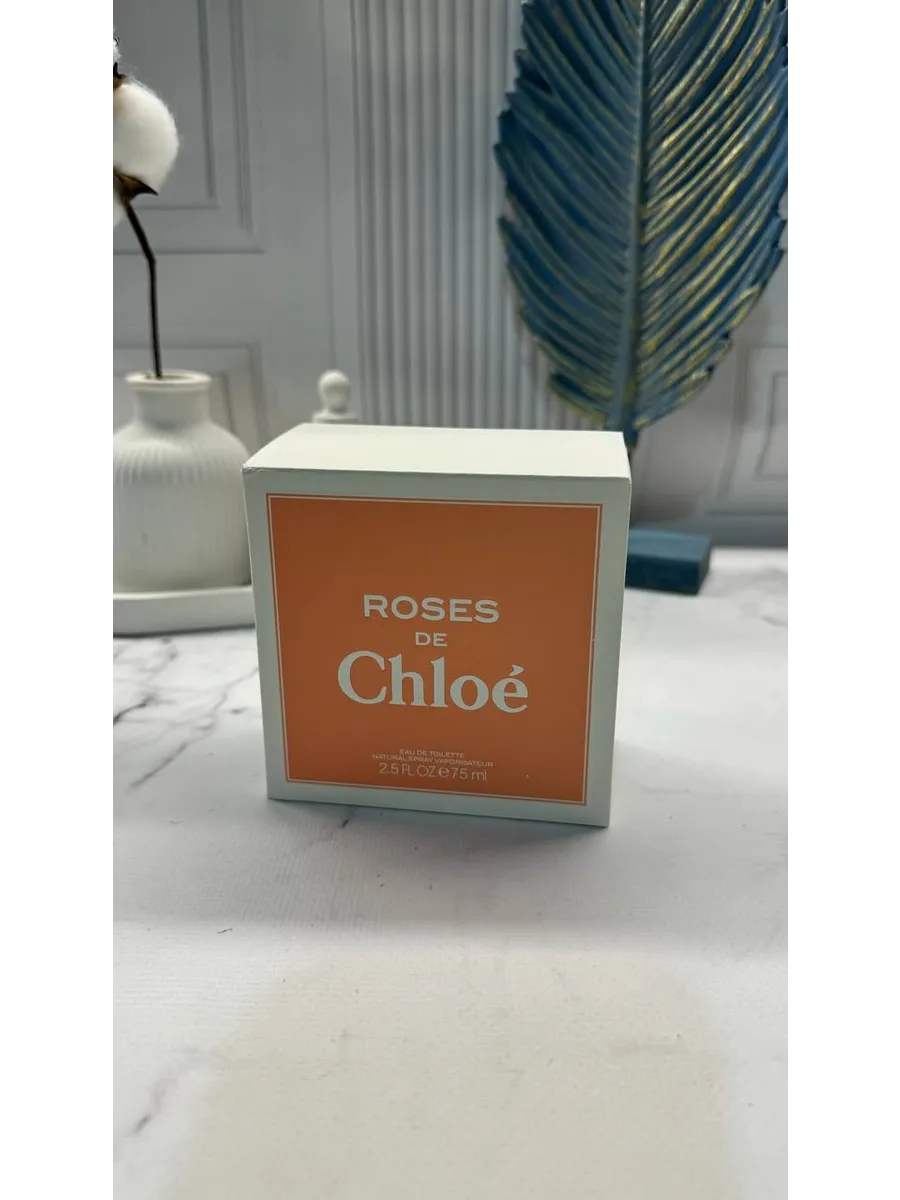 ROSES
DE
Chloé
EAU DE TOILETTE
NATURAL SPRAY VAPORISATEUR
2.5 FL OZ e 75 ml